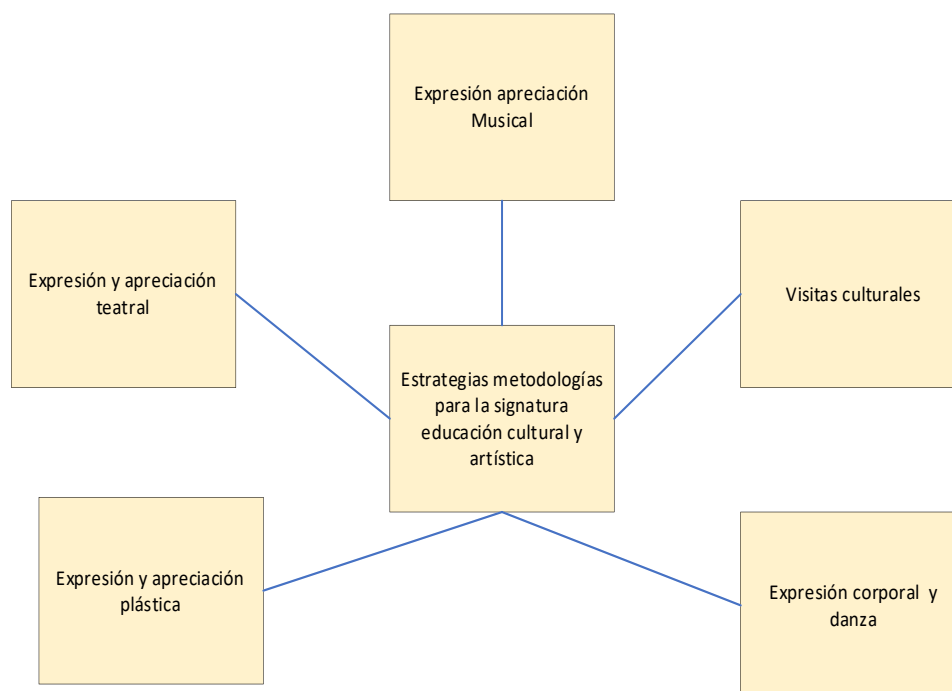 Expresión apreciación
Musical
Expresión y apreciación
teatral
Visitas culturales
Estrategias metodologías
para la signatura
educación cultural y
artística
Expresión y apreciación
plástica
Expresión corporal y
danza